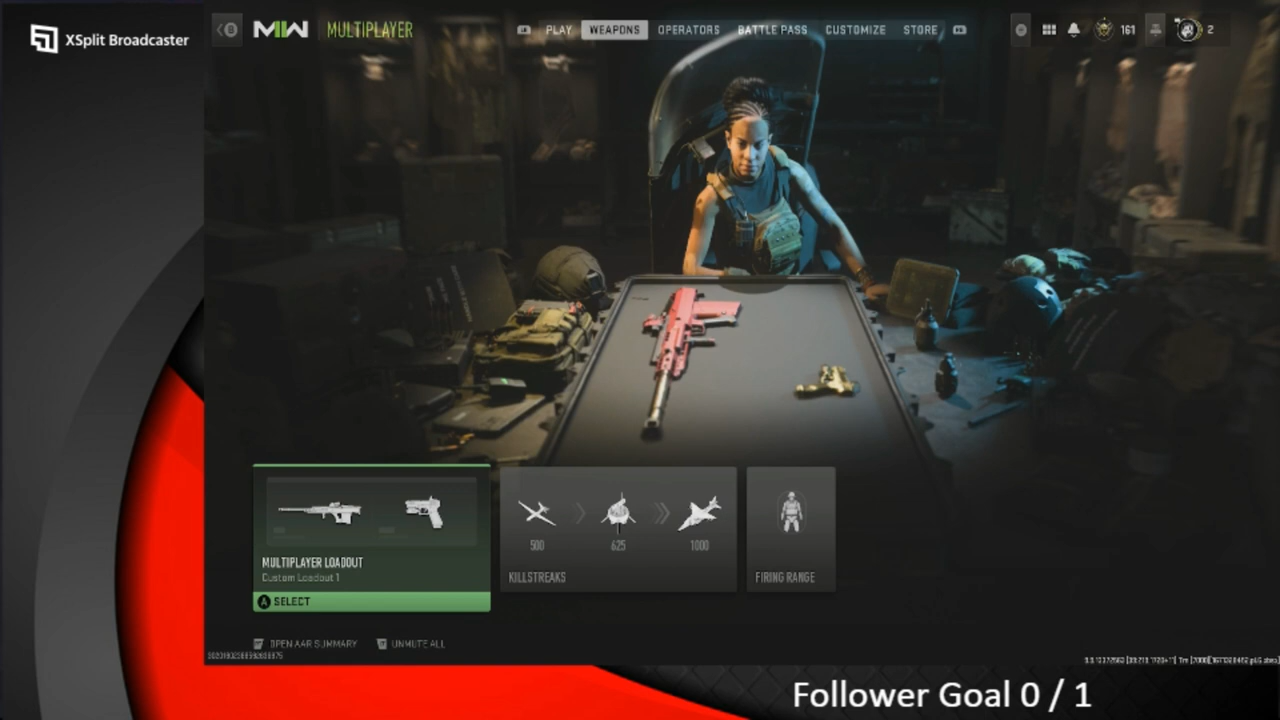 XSplit Broadcaster
MW MULTIPLAYER
PLAY WEAPONS OPERATORS BATTLE PASS CUSTOMIZE STORE
161
2
MULTIPLAYER LOADOUT
Custom Loadout 1
A SELECT
500 625 1000
KILLSTREAKS
FIRING RANGE
OPEN AAR SUMMARY UNMUTE ALL
Follower Goal 0 / 1